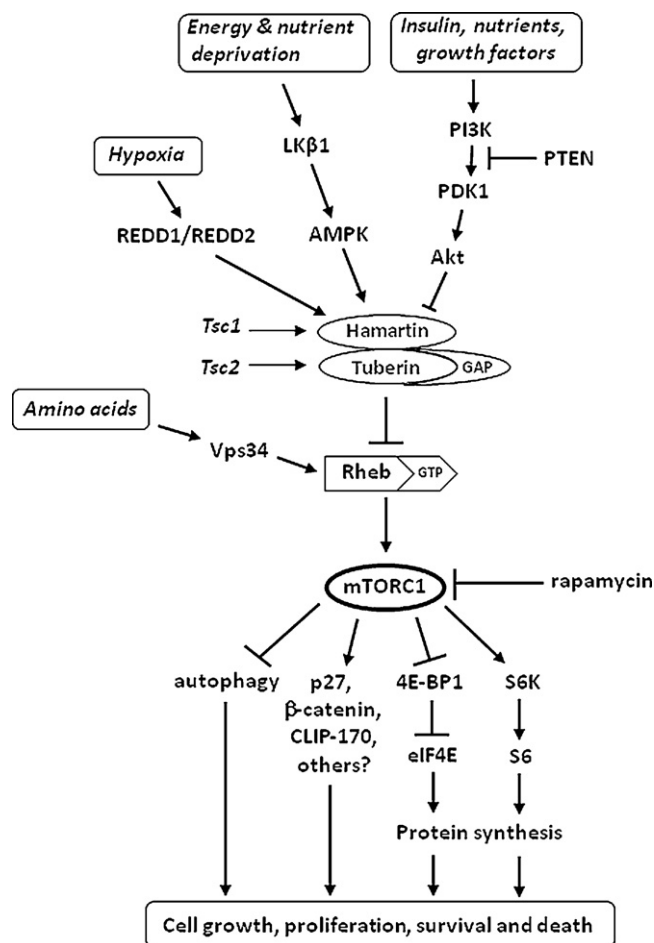 Energy & nutrient
deprivation
Insulin, nutrients,
growth factors
LKβ1
PI3K
PTEN
Hypoxia
PDK1
REDD1/REDD2
AMPK
Akt
Tsc1
Hamartin
Tsc2
Tuberin
GAP
Amino acids
Vps34
Rheb
GTP
mTORC1
rapamycin
autophagy
p27,
β-catenin,
CLIP-170,
others?
4E-BP1
S6K
eIF4E
S6
Protein synthesis
Cell growth, proliferation, survival and death